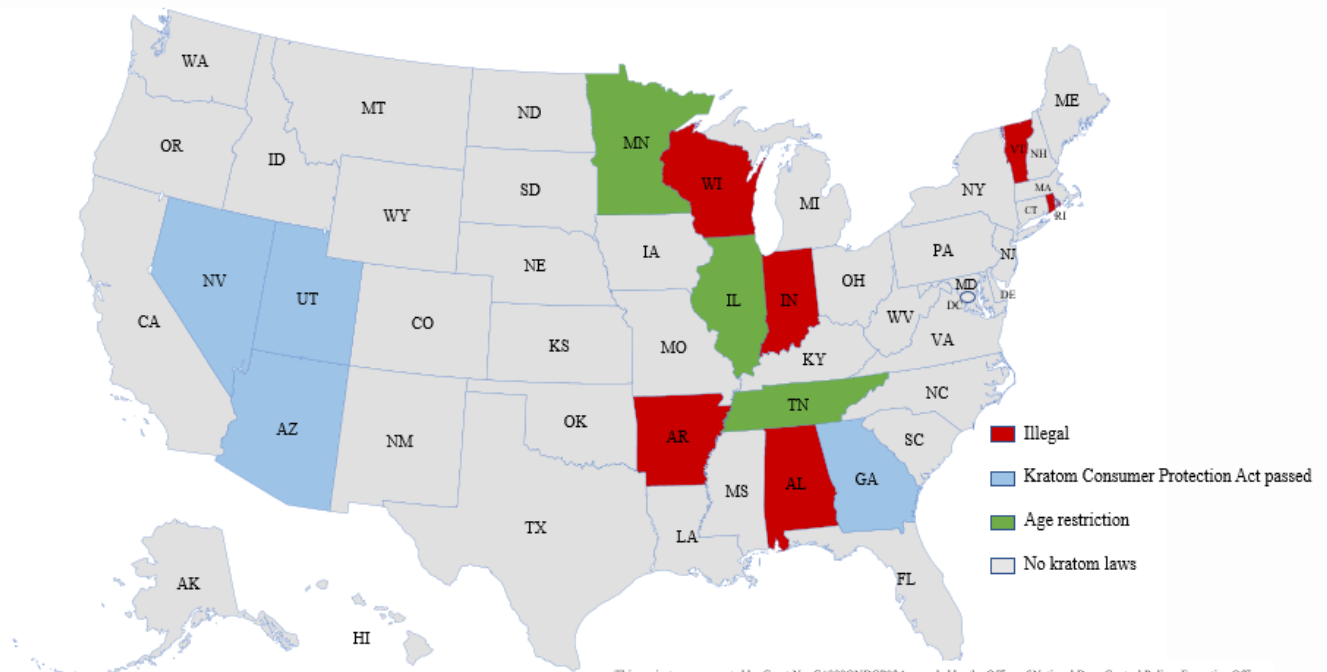 WA
MT
ND
MN
ME
OR
ID
SD
WI
VT
NH
WY
MI
NY
MA
CT
RI
IA
PA
NJ
NE
NV
UT
IL
IN
OH
MD
DE
DC
WV
CA
CO
KS
MO
KY
VA
AZ
NM
OK
AR
TN
NC
SC
MS
AL
GA
TX
LA
FL
AK
HI
Illegal
Kratom Consumer Protection Act passed
Age restriction
No kratom laws